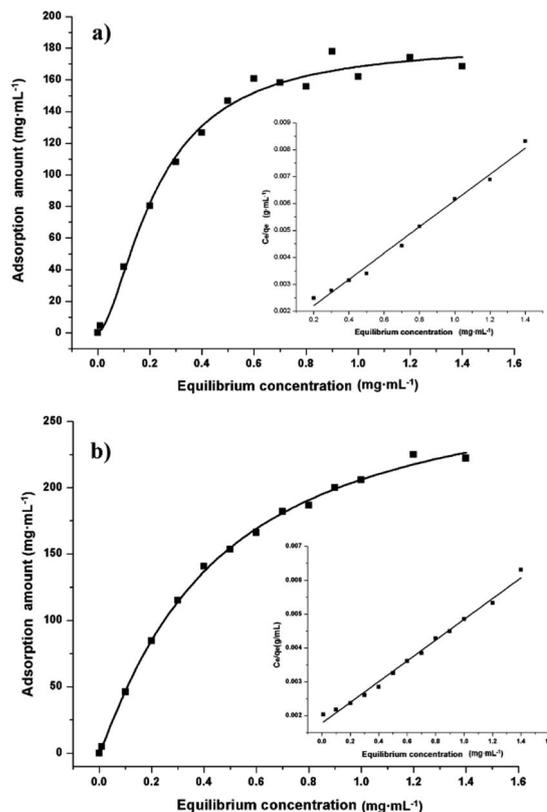 a)
Adsorption amount (mg·mL-1)
180
160
140
120
100
80
60
40
20
0
0.0 0.2 0.4 0.6 0.8 1.0 1.2 1.4 1.6
Equilibrium concentration (mg·mL-1)
Ce/qe (g·mL-1)
0.009
0.008
0.007
0.006
0.005
0.004
0.003
0.002
0.2 0.4 0.6 0.8 1.0 1.2 1.4
Equilibrium concentration (mg·mL-1)
b)
Adsorption amount (mg·mL-1)
250
200
150
100
50
0
0.0 0.2 0.4 0.6 0.8 1.0 1.2 1.4 1.6
Equilibrium concentration (mg·mL-1)
Ce/qe(g/mL)
0.007
0.006
0.005
0.004
0.003
0.002
0.0 0.2 0.4 0.6 0.8 1.0 1.2 1.4 1.6
Equilibrium concentration (mg·mL-1)